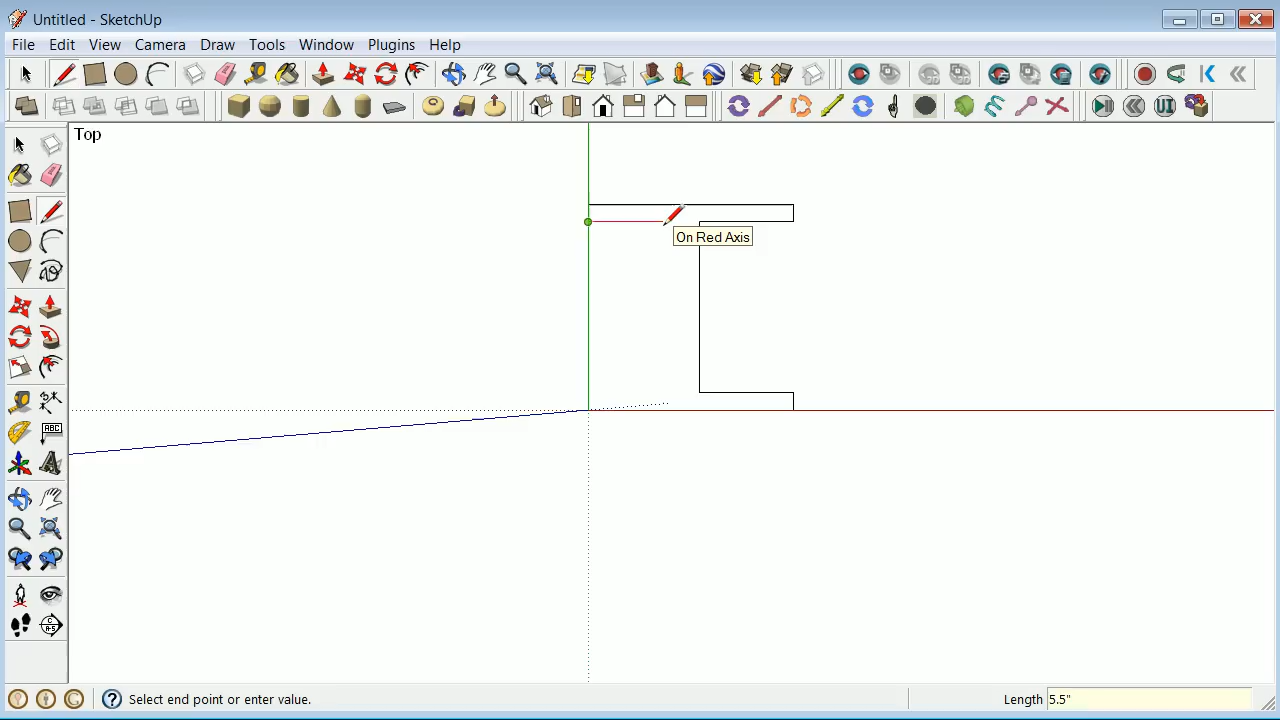 Untitled - SketchUp
File Edit View Camera Draw Tools Window Plugins Help
Top
On Red Axis
ABC
Select end point or enter value.
Length 5.5"